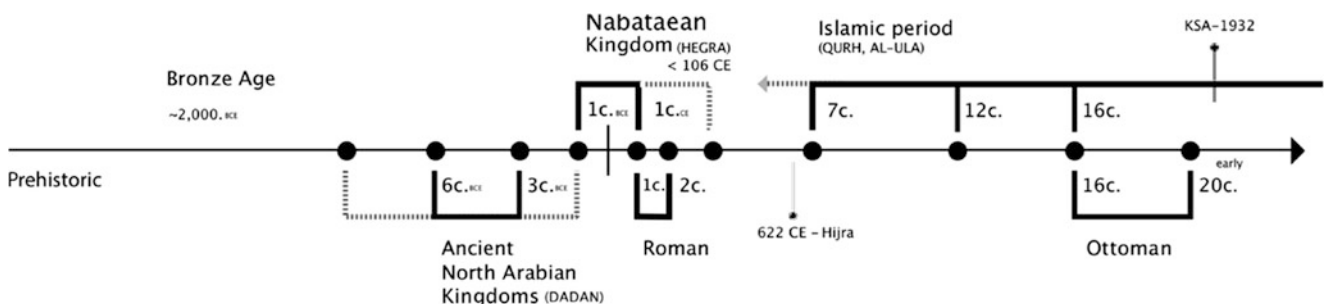 Nabataean
Kingdom (HEGRA)
< 106 CE
Islamic period
(QURH, AL-ULA)
KSA-1932
Bronze Age
~2,000. BCE
1c. BCE
1c. CE
7c.
12c.
16c.
Prehistoric
6c. BCE
3c. BCE
1c.
2c.
16c.
early
20c.
622 CE – Hijra
Ancient
North Arabian
Kingdoms (DADAN)
Roman
Ottoman